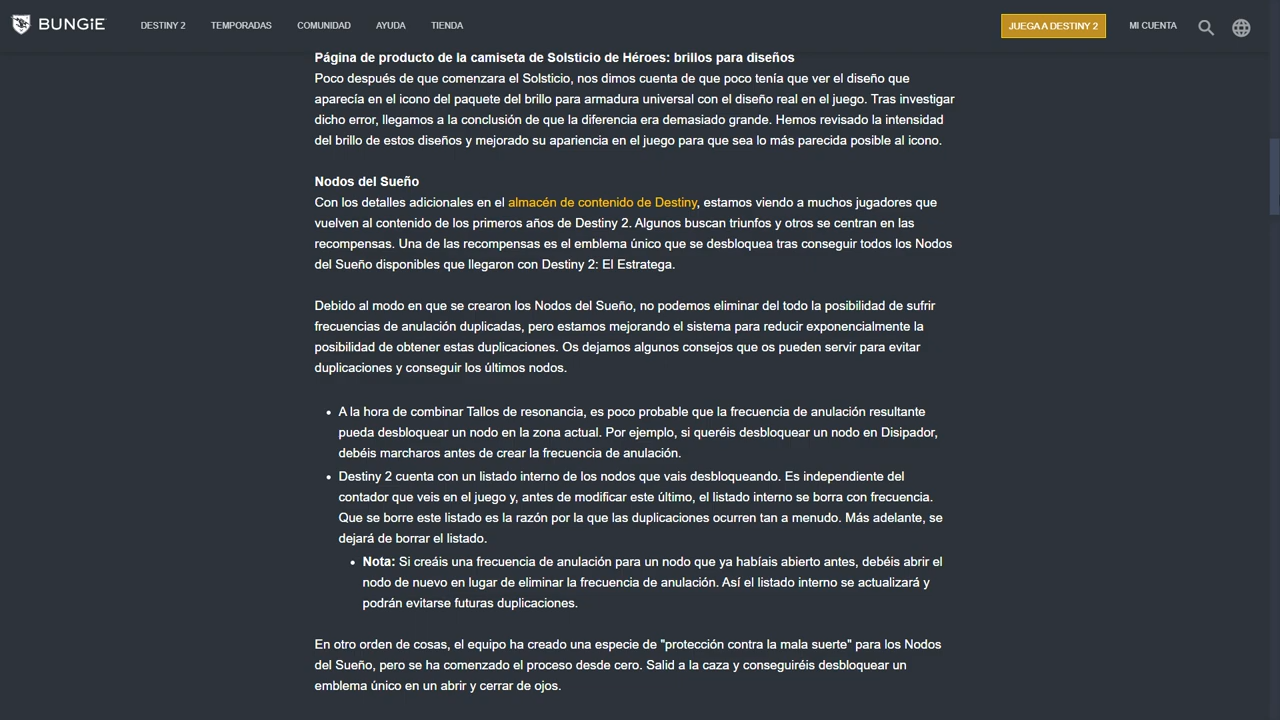 BUNGiE
DESTINY 2
TEMPORADAS
COMUNIDAD
AYUDA
TIENDA
JUEGA A DESTINY 2
MI CUENTA
Página de producto de la camiseta de Solsticio de Héroes: brillos para diseños
Poco después de que comenzara el Solsticio, nos dimos cuenta de que poco tenía que ver el diseño que
aparecía en el icono del paquete del brillo para armadura universal con el diseño real en el juego. Tras investigar
dicho error, llegamos a la conclusión de que la diferencia era demasiado grande. Hemos revisado la intensidad
del brillo de estos diseños y mejorado su apariencia en el juego para que sea lo más parecida posible al icono.
Nodos del Sueño
Con los detalles adicionales en el almacén de contenido de Destiny, estamos viendo a muchos jugadores que
vuelven al contenido de los primeros años de Destiny 2. Algunos buscan triunfos y otros se centran en las
recompensas. Una de las recompensas es el emblema único que se desbloquea tras conseguir todos los Nodos
del Sueño disponibles que llegaron con Destiny 2: El Estratega.
Debido al modo en que se crearon los Nodos del Sueño, no podemos eliminar del todo la posibilidad de sufrir
frecuencias de anulación duplicadas, pero estamos mejorando el sistema para reducir exponencialmente la
posibilidad de obtener estas duplicaciones. Os dejamos algunos consejos que os pueden servir para evitar
duplicaciones y conseguir los últimos nodos.
• A la hora de combinar Tallos de resonancia, es poco probable que la frecuencia de anulación resultante
pueda desbloquear un nodo en la zona actual. Por ejemplo, si queréis desbloquear un nodo en Disipador,
debéis marcharos antes de crear la frecuencia de anulación.
• Destiny 2 cuenta con un listado interno de los nodos que vais desbloqueando. Es independiente del
contador que veis en el juego y, antes de modificar este último, el listado interno se borra con frecuencia.
Que se borre este listado es la razón por la que las duplicaciones ocurren tan a menudo. Más adelante, se
dejará de borrar el listado.
• Nota: Si creáis una frecuencia de anulación para un nodo que ya habíais abierto antes, debéis abrir el
nodo de nuevo en lugar de eliminar la frecuencia de anulación. Así el listado interno se actualizará y
podrán evitarse futuras duplicaciones.
En otro orden de cosas, el equipo ha creado una especie de "protección contra la mala suerte" para los Nodos
del Sueño, pero se ha comenzado el proceso desde cero. Salid a la caza y conseguiréis desbloquear un
emblema único en un abrir y cerrar de ojos.